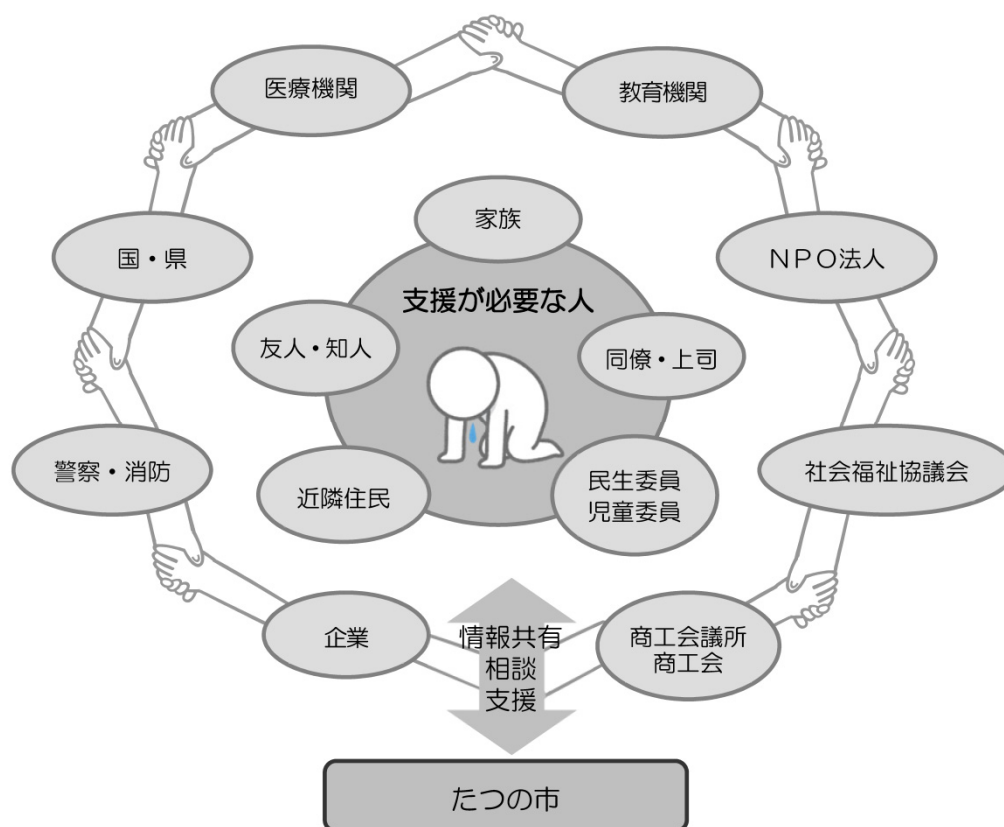 医療機関
教育機関
家族
国・県
ＮＰＯ法人
支援が必要な人
友人・知人
同僚・上司
警察・消防
近隣住民
民生委員
児童委員
社会福祉協議会
企業
情報共有
相談
支援
商工会議所
商工会
たつの市